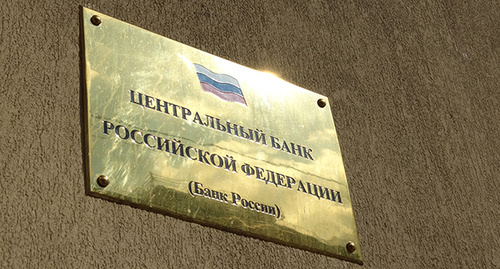 ЦЕНТРАЛЬНЫЙ БАНК
РОССИЙСКОЙ ФЕДЕРАЦИИ
(Банк России)